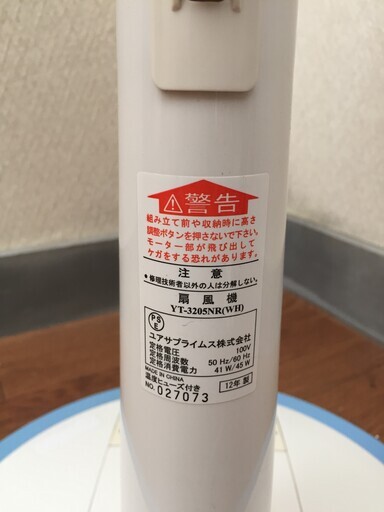 警告
組み立て前や収納時に高さ
調整ボタンを押さないで下さい。
モーター部が飛び出して
ケガをする恐れがあります。
注意
●修理技術者以外の人は分解しない。
扇風機
YT-3205NR(WH)
PS
E
ユアサプライムス株式会社
定格電圧 100V
定格周波数 50 Hz/60 Hz
定格消費電力 41 W/45 W
MADE IN CHINA
温度ヒューズ付き 12年 製
NO. 027073